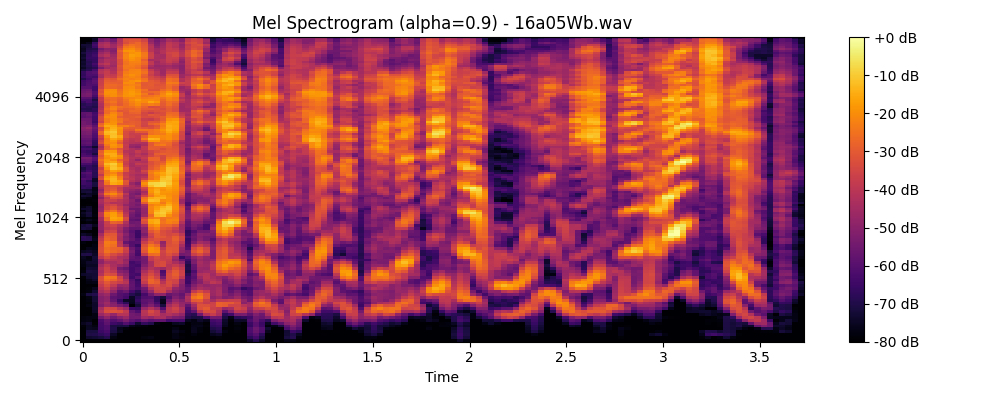 Mel Spectrogram (alpha=0.9) - 16a05Wb.wav
Mel Frequency
4096
2048
1024
512
0
0 0.5 1 1.5 2 2.5 3 3.5
Time
+0 dB
-10 dB
-20 dB
-30 dB
-40 dB
-50 dB
-60 dB
-70 dB
-80 dB